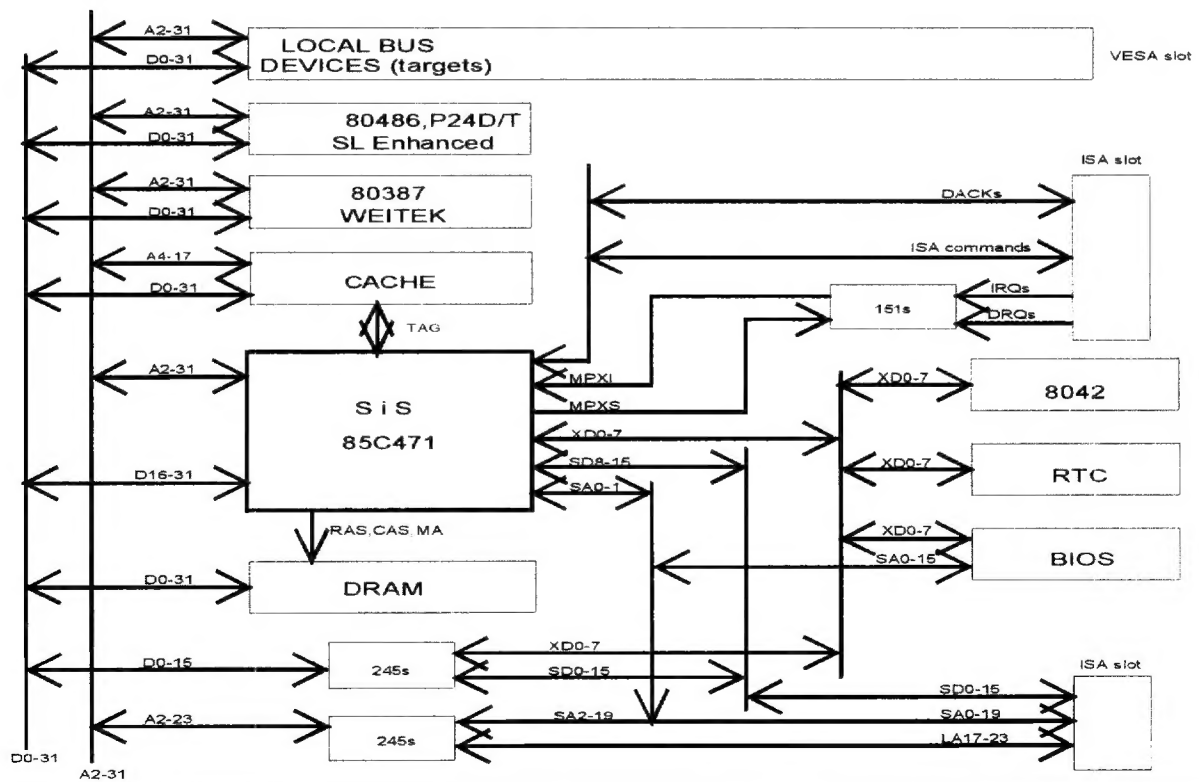 A2-31
LOCAL BUS
D0-31
DEVICES (targets)
VESA slot
A2-31
80486,P24D/T
D0-31
SL Enhanced
ISA slot
A2-31
80387
D0-31
WEITEK
DACKs
A4-17
ISA commands
CACHE
D0-31
IRQs
151s
DRQs
TAG
A2-31
MPXI
XD0-7
8042
SiS
MPXS
85C471
XD0-7
SD8-15
XD0-7
RTC
D16-31
SA0-1
RAS,CAS,MA
XD0-7
SA0-15
BIOS
D0-31
DRAM
XD0-7
D0-15
245s
SD0-15
ISA slot
SD0-15
A2-23
SA2-19
SA0-19
245s
LA17-23
D0-31
A2-31